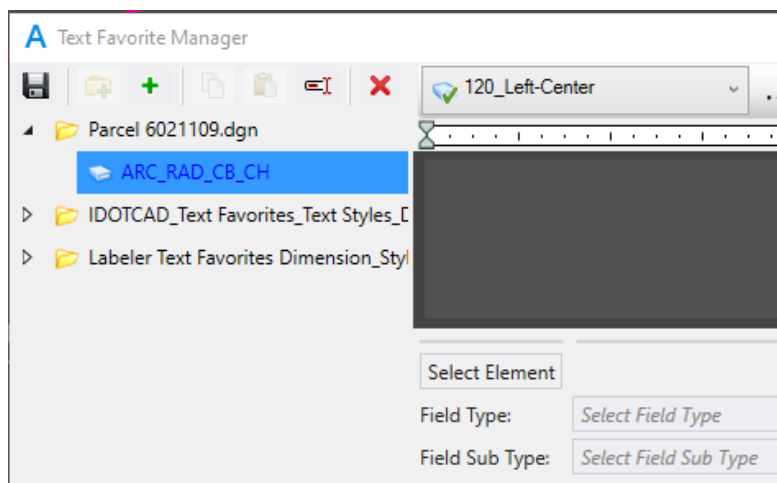 A Text Favorite Manager
120_Left-Center
Parcel 6021109.dgn
ARC_RAD_CB_CH
IDOTCAD_Text Favorites_Text Styles_D
Labeler Text Favorites Dimension_Styl
Select Element
Field Type: Select Field Type
Field Sub Type: Select Field Sub Type